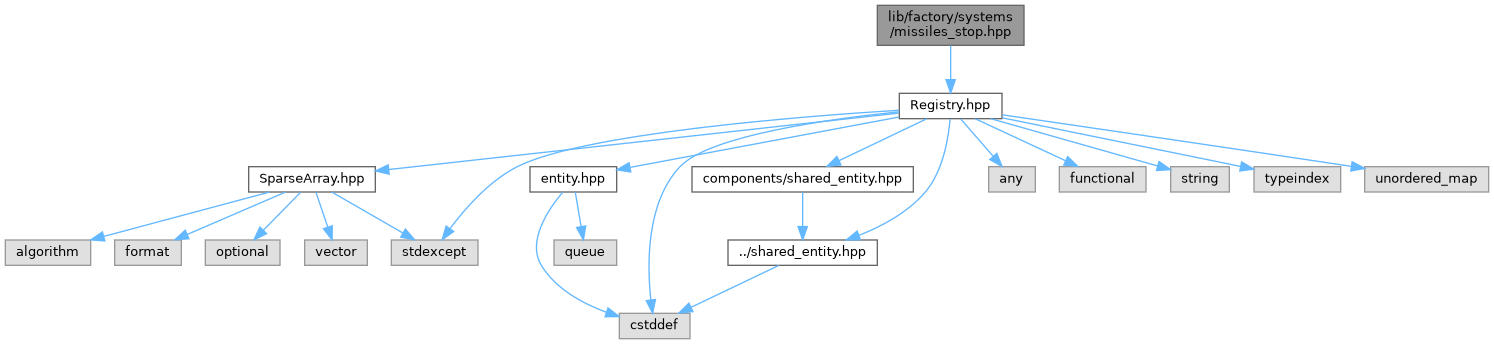 lib/factory/systems
/missiles_stop.hpp
Registry.hpp
SparseArray.hpp
entity.hpp
components/shared_entity.hpp
any
functional
string
typeindex
unordered_map
algorithm
format
optional
vector
stdexcept
queue
../shared_entity.hpp
cstddef